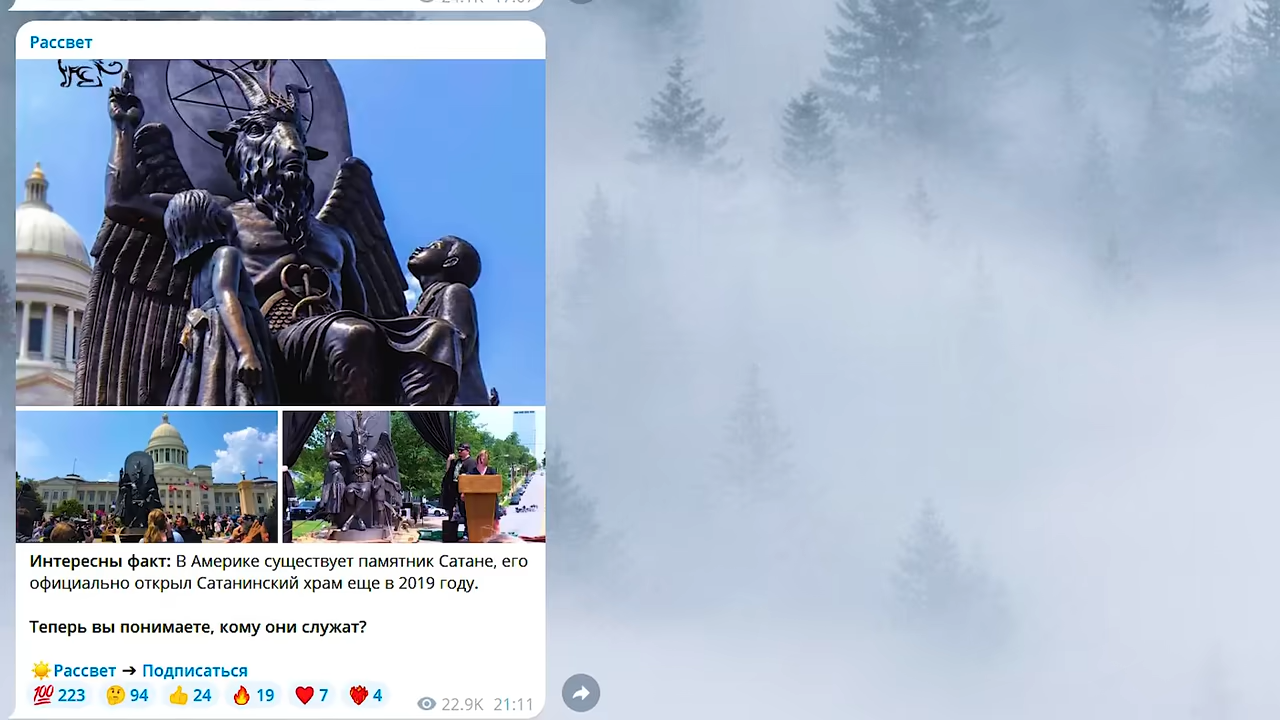 Рассвет
Интересны факт: В Америке существует памятник Сатане, его
официально открыл Сатанинский храм еще в 2019 году.
Теперь вы понимаете, кому они служат?
Рассвет → Подписаться
223 94 24 19 7 4
22.9K 21:11